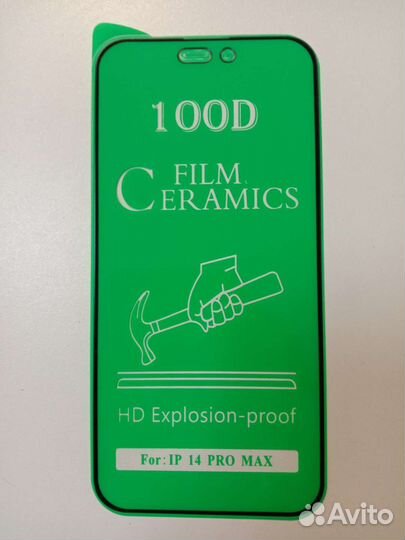 100D
FILM
CERAMICS
HD Explosion-proof
For: IP 14 PRO MAX
Avito